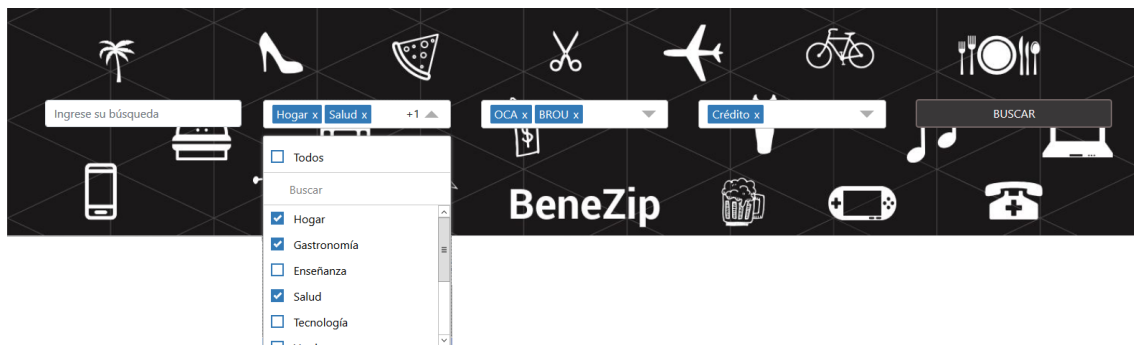 Ingrese su búsqueda
Hogar x Salud x +1
OCA x BROU x
Crédito x
BUSCAR
Todos
Buscar
BeneZip
Hogar
Gastronomía
Enseñanza
Salud
Tecnología